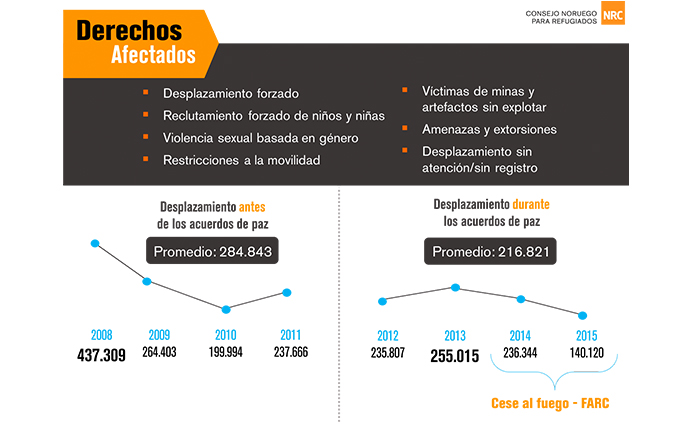 CONSEJO NORUEGO
PARA REFUGIADOS
NRC
Derechos
Afectados
Desplazamiento forzado
Reclutamiento forzado de niños y niñas
Violencia sexual basada en género
Restricciones a la movilidad
Víctimas de minas y
artefactos sin explotar
Amenazas y extorsiones
Desplazamiento sin
atención/sin registro
Desplazamiento antes
de los acuerdos de paz
Promedio: 284.843
2008 2009 2010 2011
437.309 264.403 199.994 237.666
Desplazamiento durante
los acuerdos de paz
Promedio: 216.821
2012 2013 2014 2015
235.807 255.015 236.344 140.120
Cese al fuego - FARC